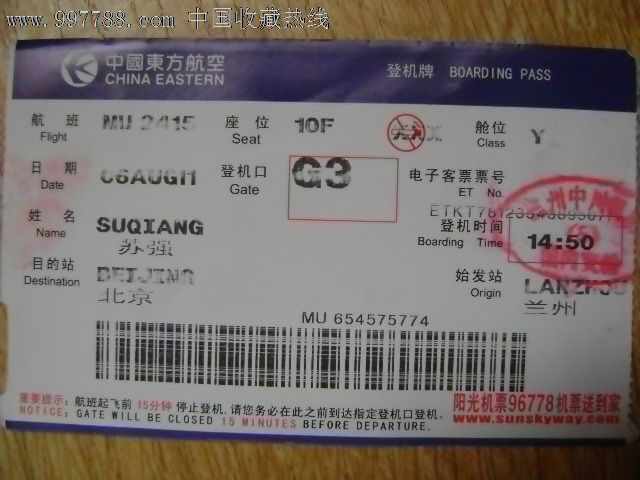 www.997788.com 中国收藏热线
中國東方航空 登机牌 BOARDING PASS
CHINA EASTERN
航 班 MU 2415 座 位 10F 舱位 Y
Flight Seat Class
日 期 06AUG11 登机口 G3 电子客票票号
Date Gate ET No.
姓 名 SUQIANG 登机时间 14:50
Name 苏强 Boarding Time
目的站 BEIJING 始发站 LANZHOU
Destination 北京 Origin 兰州
MU 654575774
重要提示: 航班起飞前 15分钟 停止登机,请您务必在此之前到达指定登机口登机。 阳光机票96778机票送到家
NOTICE: GATE WILL BE CLOSED 15 MINUTES BEFORE DEPARTURE. www.sunskyway.com